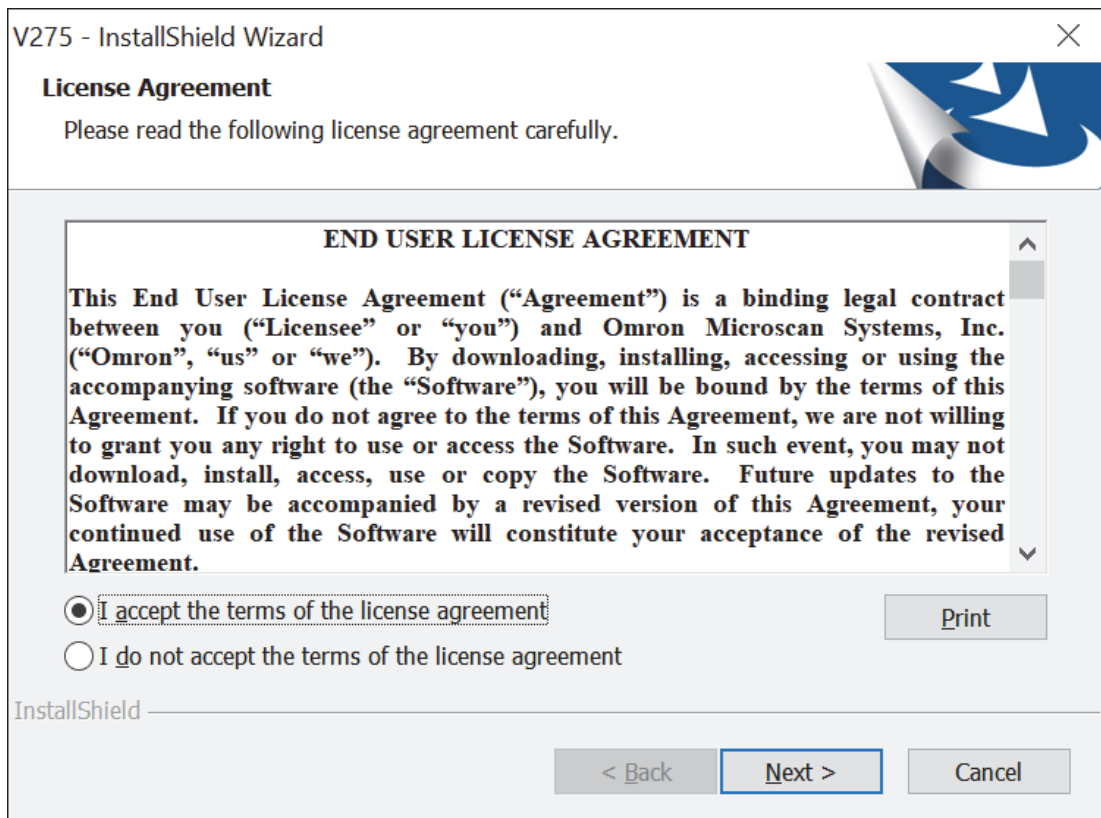 V275 - InstallShield Wizard
License Agreement
Please read the following license agreement carefully.
END USER LICENSE AGREEMENT
This End User License Agreement (“Agreement”) is a binding legal contract
between you (“Licensee” or “you”) and Omron Microscan Systems, Inc.
(“Omron”, “us” or “we”).  By downloading, installing, accessing or using the
accompanying software (the “Software”), you will be bound by the terms of this
Agreement.  If you do not agree to the terms of this Agreement, we are not willing
to grant you any right to use or access the Software.  In such event, you may not
download, install, access, use or copy the Software.  Future updates to the
Software may be accompanied by a revised version of this Agreement, your
continued use of the Software will constitute your acceptance of the revised
Agreement.
I accept the terms of the license agreement
Print
I do not accept the terms of the license agreement
InstallShield
< Back
Next >
Cancel